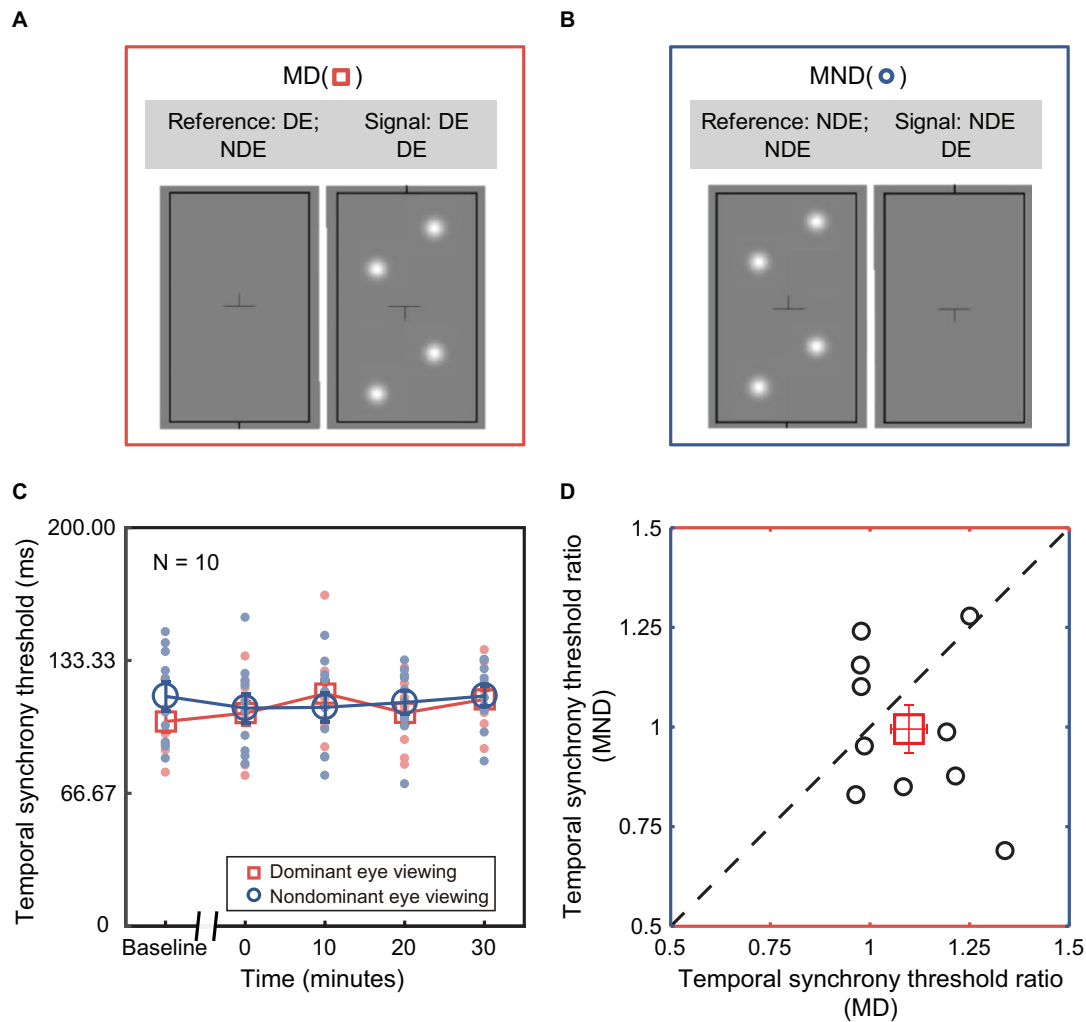 A
MD( )
Reference: DE; Signal: DE
NDE DE
B
MND( )
Reference: NDE; Signal: NDE
NDE DE
C
Temporal synchrony threshold (ms)
200.00
133.33
66.67
0
N = 10
Dominant eye viewing
Nondominant eye viewing
Baseline 0 10 20 30
Time (minutes)
D
Temporal synchrony threshold ratio
(MND)
1.5
1.25
1
0.75
0.5
0.5 0.75 1 1.25 1.5
Temporal synchrony threshold ratio
(MD)